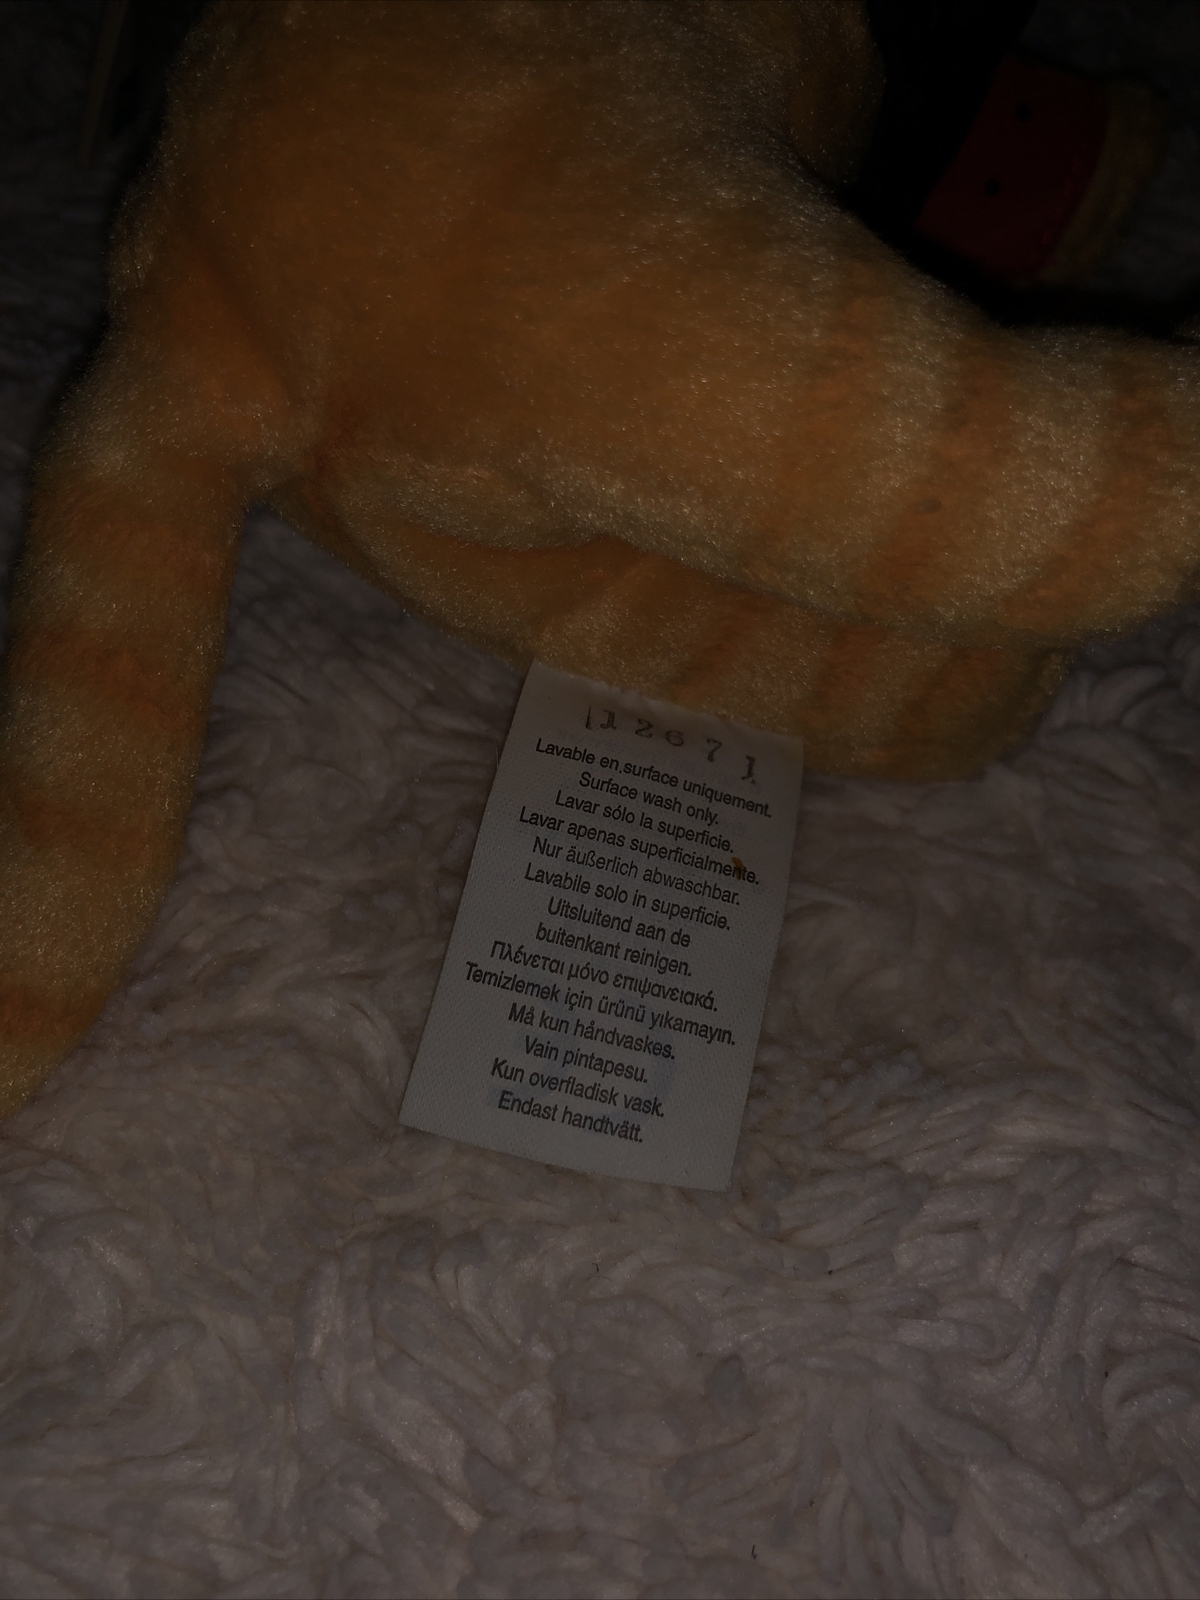 12671
Lavable en surface uniquement.
Surface wash only.
Lavar sólo la superficie.
Lavar apenas superficialmente.
Nur äußerlich abwaschbar.
Lavabile solo in superficie.
Uitsluitend aan de
buitenkant reinigen.
Πλένεται μόνο επιψανειακά.
Temizlemek için ürünü yıkamayın.
Må kun håndvaskes.
Vain pintapesu.
Kun overfladisk vask.
Endast handtvätt.